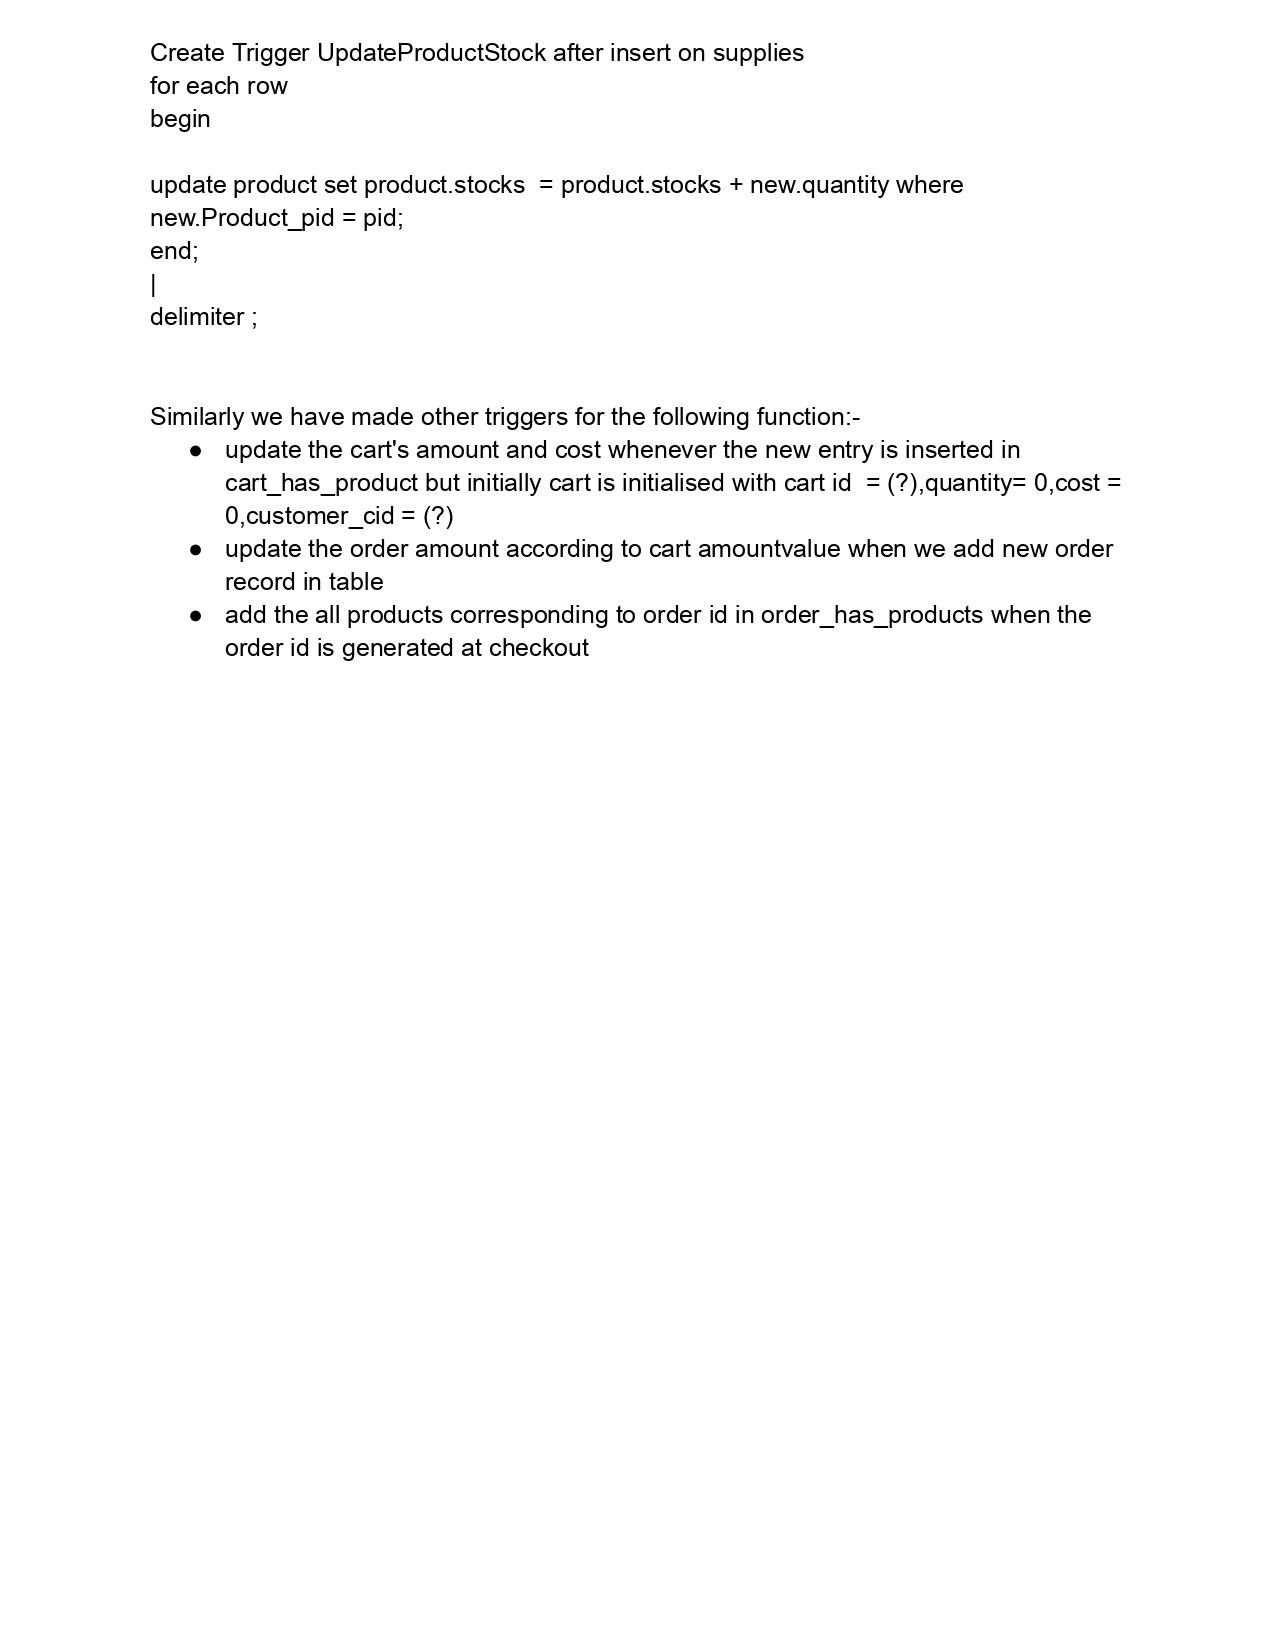 Create Trigger UpdateProductStock after insert on supplies
for each row
begin
update product set product.stocks  = product.stocks + new.quantity where
new.Product_pid = pid;
end;
|
delimiter ;
Similarly we have made other triggers for the following function:-
● update the cart's amount and cost whenever the new entry is inserted in
cart_has_product but initially cart is initialised with cart id  = (?),quantity= 0,cost =
0,customer_cid = (?)
● update the order amount according to cart amountvalue when we add new order
record in table
● add the all products corresponding to order id in order_has_products when the
order id is generated at checkout